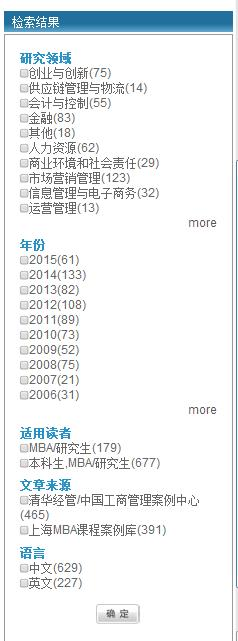 检索结果
研究领域
创业与创新(75)
供应链管理与物流(14)
会计与控制(55)
金融(83)
其他(18)
人力资源(62)
商业环境和社会责任(29)
市场营销管理(123)
信息管理与电子商务(32)
运营管理(13)
more
年份
2015(61)
2014(133)
2013(82)
2012(108)
2011(89)
2010(73)
2009(52)
2008(75)
2007(21)
2006(31)
more
适用读者
MBA/研究生(179)
本科生,MBA/研究生(677)
文章来源
清华经管/中国工商管理案例中心
(465)
上海MBA课程案例库(391)
语言
中文(629)
英文(227)
确 定